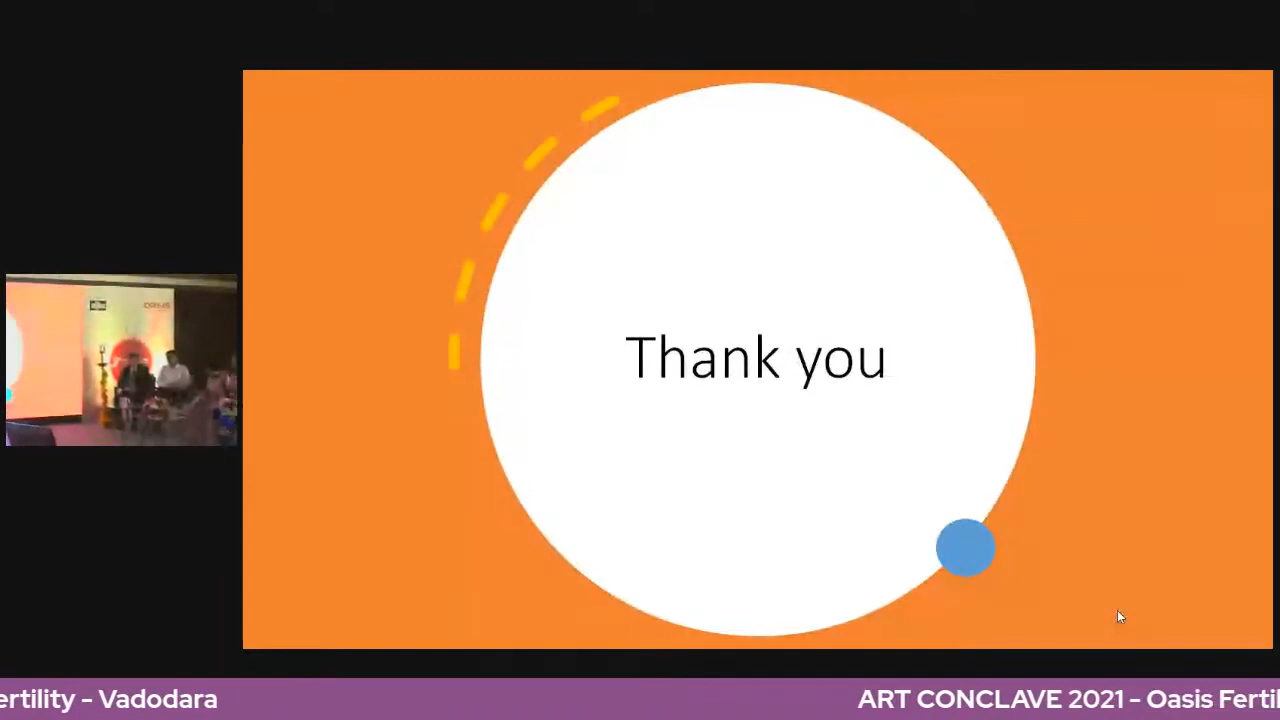 Thank you
ertility - Vadodara
ART CONCLAVE 2021 - Oasis Fertil